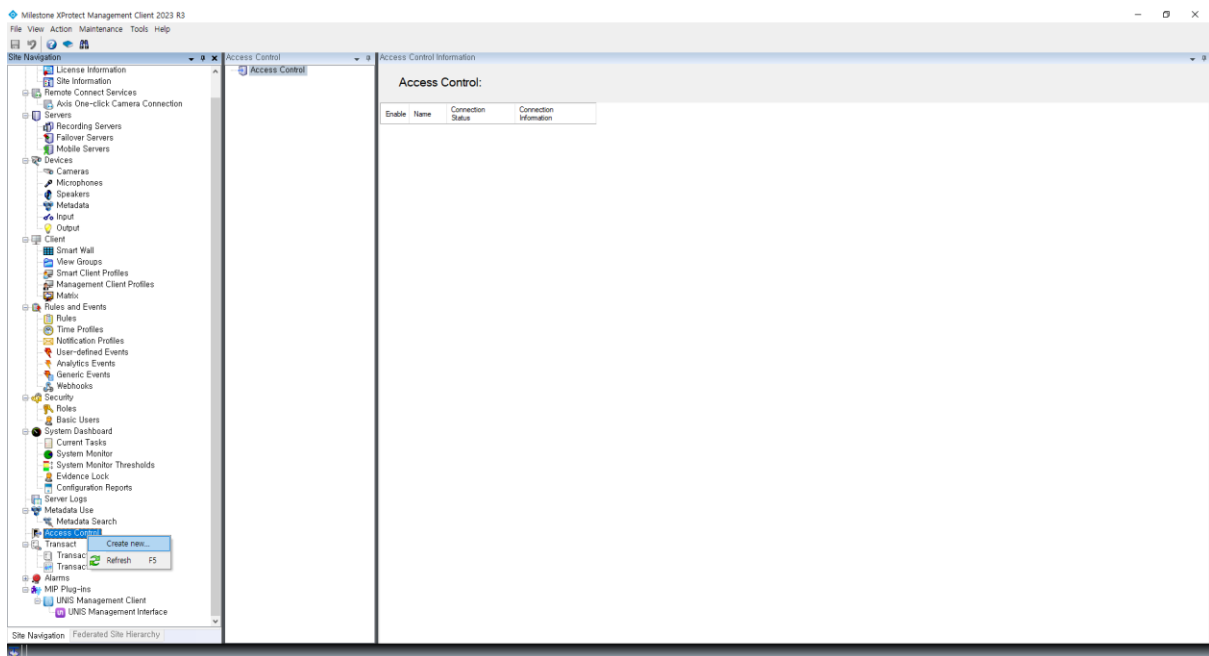 Milestone XProtect Management Client 2023 R3
File View Action Maintenance Tools Help
Site Navigation
License Information
Site Information
Remote Connect Services
Axis One-click Camera Connection
Servers
Recording Servers
Failover Servers
Mobile Servers
Devices
Cameras
Microphones
Speakers
Metadata
Input
Output
Client
Smart Wall
View Groups
Smart Client Profiles
Management Client Profiles
Matrix
Rules and Events
Rules
Time Profiles
Notification Profiles
User-defined Events
Analytics Events
Generic Events
Webhooks
Security
Roles
Basic Users
System Dashboard
Current Tasks
System Monitor
System Monitor Thresholds
Evidence Lock
Configuration Reports
Server Logs
Metadata Use
Metadata Search
Access Control
Transact
Transac
Transac
Create new...
Refresh F5
Alarms
MIP Plug-ins
UNIS Management Client
UNIS Management Interface
Site Navigation Federated Site Hierarchy
Access Control
Access Control
Access Control Information
Access Control:
Enable Name Connection Status Connection Information